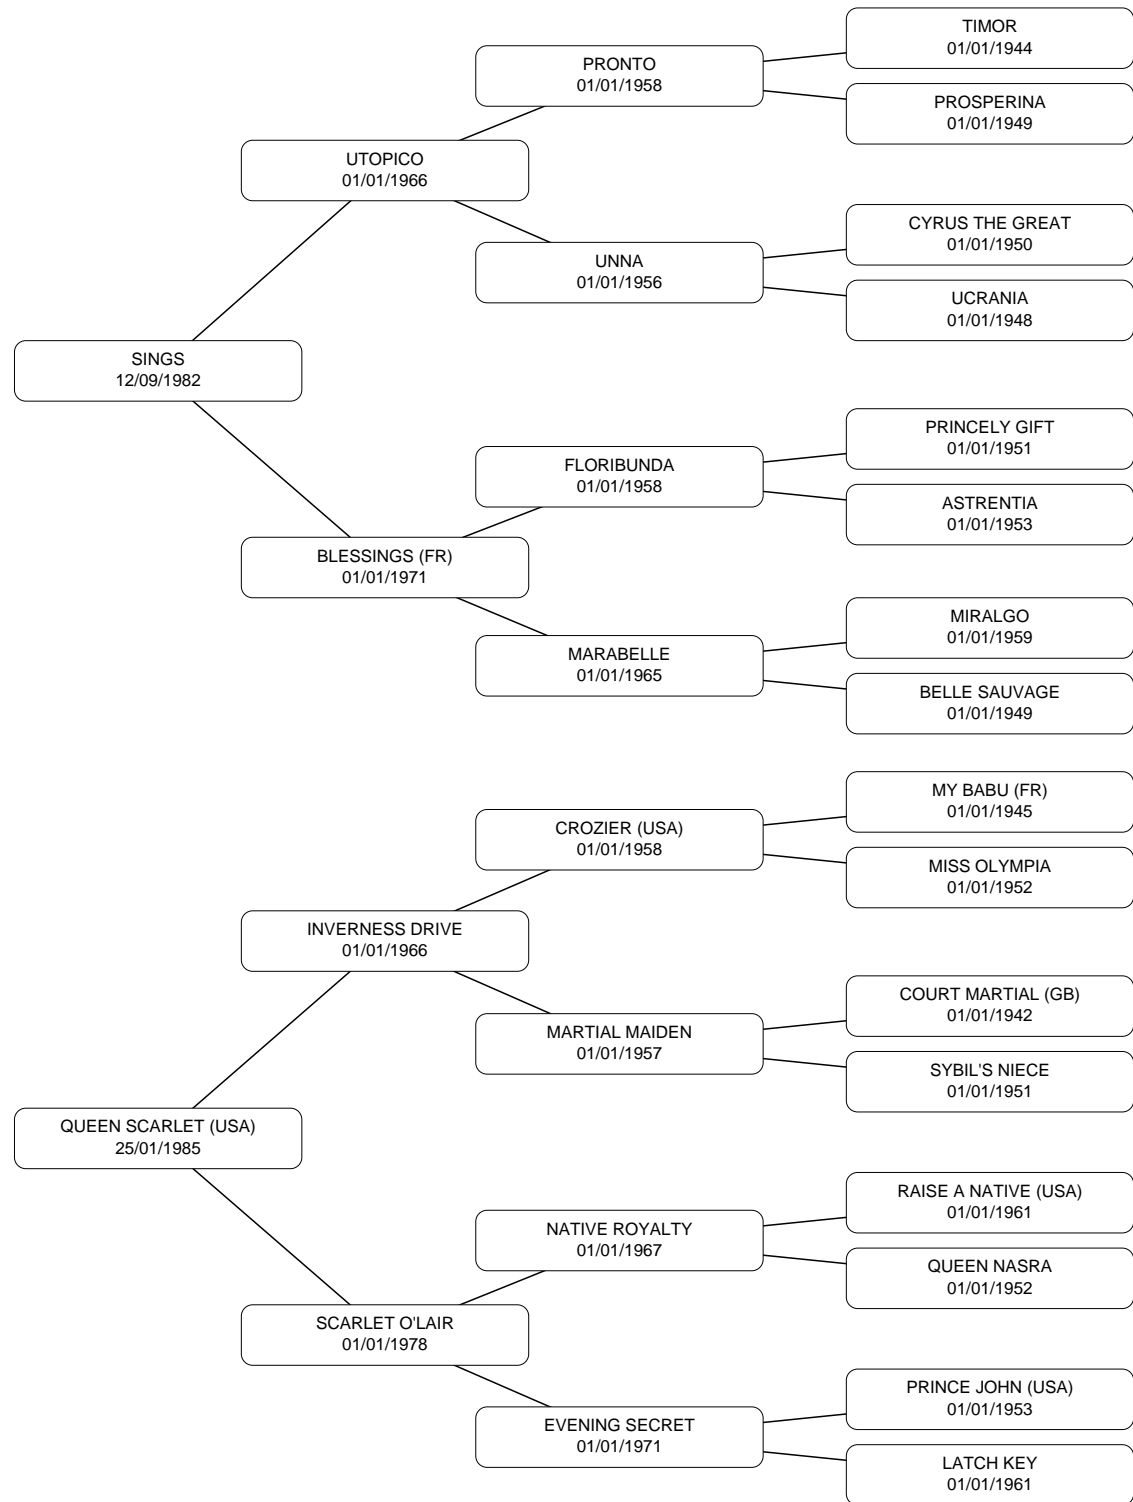 TIMOR
01/01/1944
PRONTO
01/01/1958
PROSPERINA
01/01/1949
UTOPICO
01/01/1966
CYRUS THE GREAT
01/01/1950
UNNA
01/01/1956
UCRANIA
01/01/1948
SINGS
12/09/1982
PRINCELY GIFT
01/01/1951
FLORIBUNDA
01/01/1958
ASTRENTIA
01/01/1953
BLESSINGS (FR)
01/01/1971
MIRALGO
01/01/1959
MARABELLE
01/01/1965
BELLE SAUVAGE
01/01/1949
MY BABU (FR)
01/01/1945
CROZIER (USA)
01/01/1958
MISS OLYMPIA
01/01/1952
INVERNESS DRIVE
01/01/1966
COURT MARTIAL (GB)
01/01/1942
MARTIAL MAIDEN
01/01/1957
SYBIL'S NIECE
01/01/1951
QUEEN SCARLET (USA)
25/01/1985
RAISE A NATIVE (USA)
01/01/1961
NATIVE ROYALTY
01/01/1967
QUEEN NASRA
01/01/1952
SCARLET O'LAIR
01/01/1978
PRINCE JOHN (USA)
01/01/1953
EVENING SECRET
01/01/1971
LATCH KEY
01/01/1961